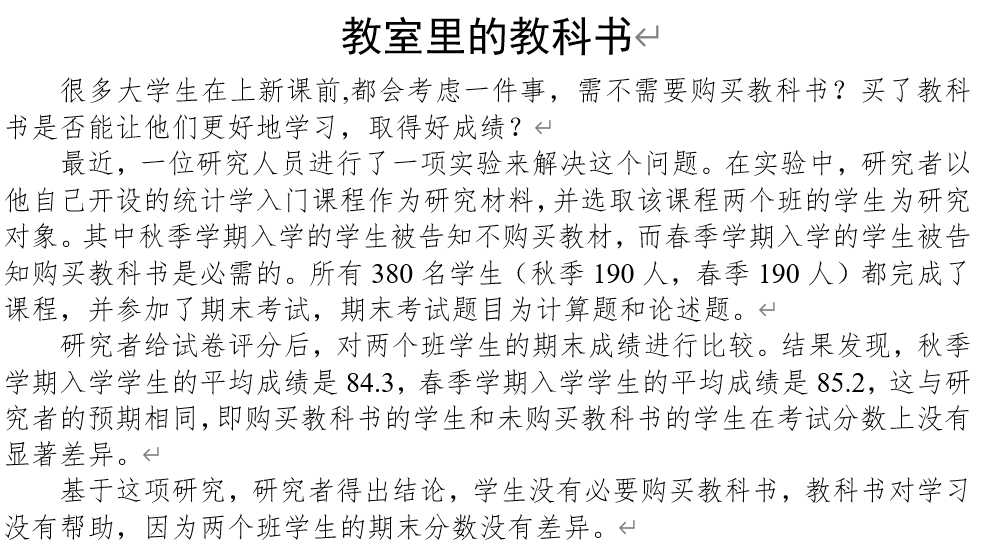 教室里的教科书
很多大学生在上新课前,都会考虑一件事，需不需要购买教科书？买了教科
书是否能让他们更好地学习，取得好成绩？
最近，一位研究人员进行了一项实验来解决这个问题。在实验中，研究者以
他自己开设的统计学入门课程作为研究材料，并选取该课程两个班的学生为研究
对象。其中秋季学期入学的学生被告知不购买教材，而春季学期入学的学生被告
知购买教科书是必需的。所有 380 名学生（秋季 190 人，春季 190 人）都完成了
课程，并参加了期末考试，期末考试题目为计算题和论述题。
研究者给试卷评分后，对两个班学生的期末成绩进行比较。结果发现，秋季
学期入学学生的平均成绩是 84.3，春季学期入学学生的平均成绩是 85.2，这与研
究者的预期相同，即购买教科书的学生和未购买教科书的学生在考试分数上没有
显著差异。
基于这项研究，研究者得出结论，学生没有必要购买教科书，教科书对学习
没有帮助，因为两个班学生的期末分数没有差异。